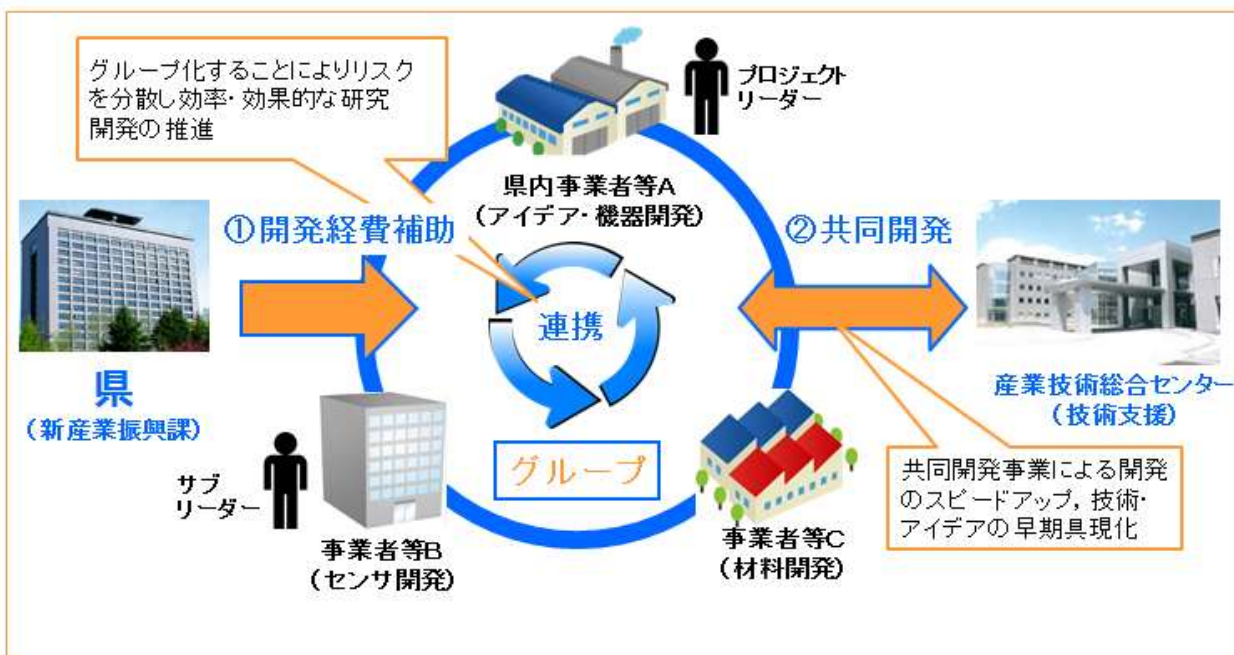 グループ化することによりリスク
を分散し効率・効果的な研究
開発の推進
プロジェクト
リーダー
県内事業者等A
(アイデア・機器開発)
①開発経費補助
②共同開発
連携
県
(新産業振興課)
産業技術総合センター
(技術支援)
グループ
サブ
リーダー
事業者等B
(センサ開発)
事業者等C
(材料開発)
共同開発事業による開発
のスピードアップ,技術・
アイデアの早期具現化